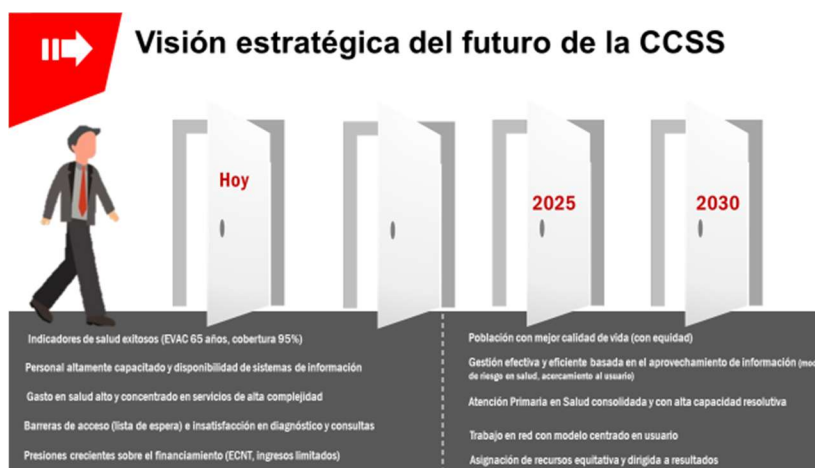 Visión estratégica del futuro de la CCSS
Hoy
2025
2030
Indicadores de salud exitosos (EVAC 65 años, cobertura 95%)
Personal altamente capacitado y disponibilidad de sistemas de información
Gasto en salud alto y concentrado en servicios de alta complejidad
Barreras de acceso (lista de espera) e insatisfacción en diagnóstico y consultas
Presiones crecientes sobre el financiamiento (ECNT, ingresos limitados)
Población con mejor calidad de vida (con equidad)
Gestión efectiva y eficiente basada en el aprovechamiento de información
de riesgo en salud, acercamiento al usuario)
Atención Primaria en Salud consolidada y con alta capacidad resolutiva
Trabajo en red con modelo centrado en usuario
Asignación de recursos equitativa y dirigida a resultados